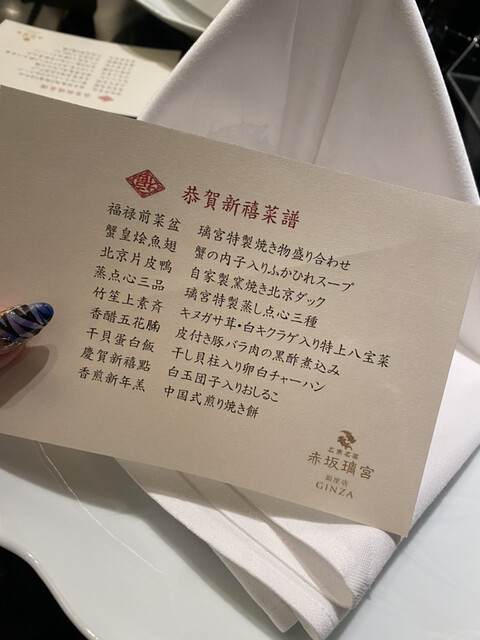 恭賀新禧菜譜
福禄前菜盆 璃宮特製焼き物盛り合わせ
蟹皇烩魚翅 蟹の内子入りふかひれスープ
北京片皮鴨 自家製窯焼き北京ダック
蒸点心三品 璃宮特製蒸し点心三種
竹笙上素斉 キヌガサ茸・白キクラゲ入り特上八宝菜
香醋五花腩 皮付き豚バラ肉の黒酢煮込み
干貝蛋白飯 干し貝柱入り卵白チャーハン
慶賀新禧點 白玉団子入りおしるこ
香煎新年羔 中国式煎り焼き餅
赤坂璃宮
銀座店
GINZA